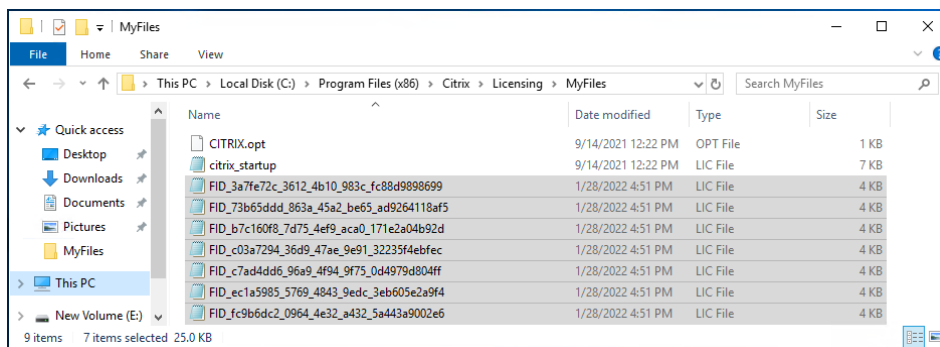 MyFiles
File Home Share View
This PC > Local Disk (C:) > Program Files (x86) > Citrix > Licensing > MyFiles
Search MyFiles
Quick access
Desktop
Downloads
Documents
Pictures
MyFiles
This PC
New Volume (E:)
Name Date modified Type Size
CITRIX.opt 9/14/2021 12:22 PM OPT File 1 KB
citrix_startup 9/14/2021 12:22 PM LIC File 7 KB
FID_3a7fe72c_3612_4b10_983c_fc88d9898699 1/28/2022 4:51 PM LIC File 4 KB
FID_73b65ddd_863a_45a2_be65_ad9264118af5 1/28/2022 4:51 PM LIC File 4 KB
FID_b7c160f8_7d75_4ef9_aca0_171e2a04b92d 1/28/2022 4:51 PM LIC File 4 KB
FID_c03a7294_36d9_47ae_9e91_32235f4ebfec 1/28/2022 4:51 PM LIC File 4 KB
FID_c7ad4dd6_96a9_4f94_9f75_0d4979d804ff 1/28/2022 4:51 PM LIC File 4 KB
FID_ec1a5985_5769_4843_9edc_3eb605e2a9f4 1/28/2022 4:51 PM LIC File 4 KB
FID_fc9b6dc2_0964_4e32_a432_5a443a9002e6 1/28/2022 4:51 PM LIC File 4 KB
9 items 7 items selected 25.0 KB